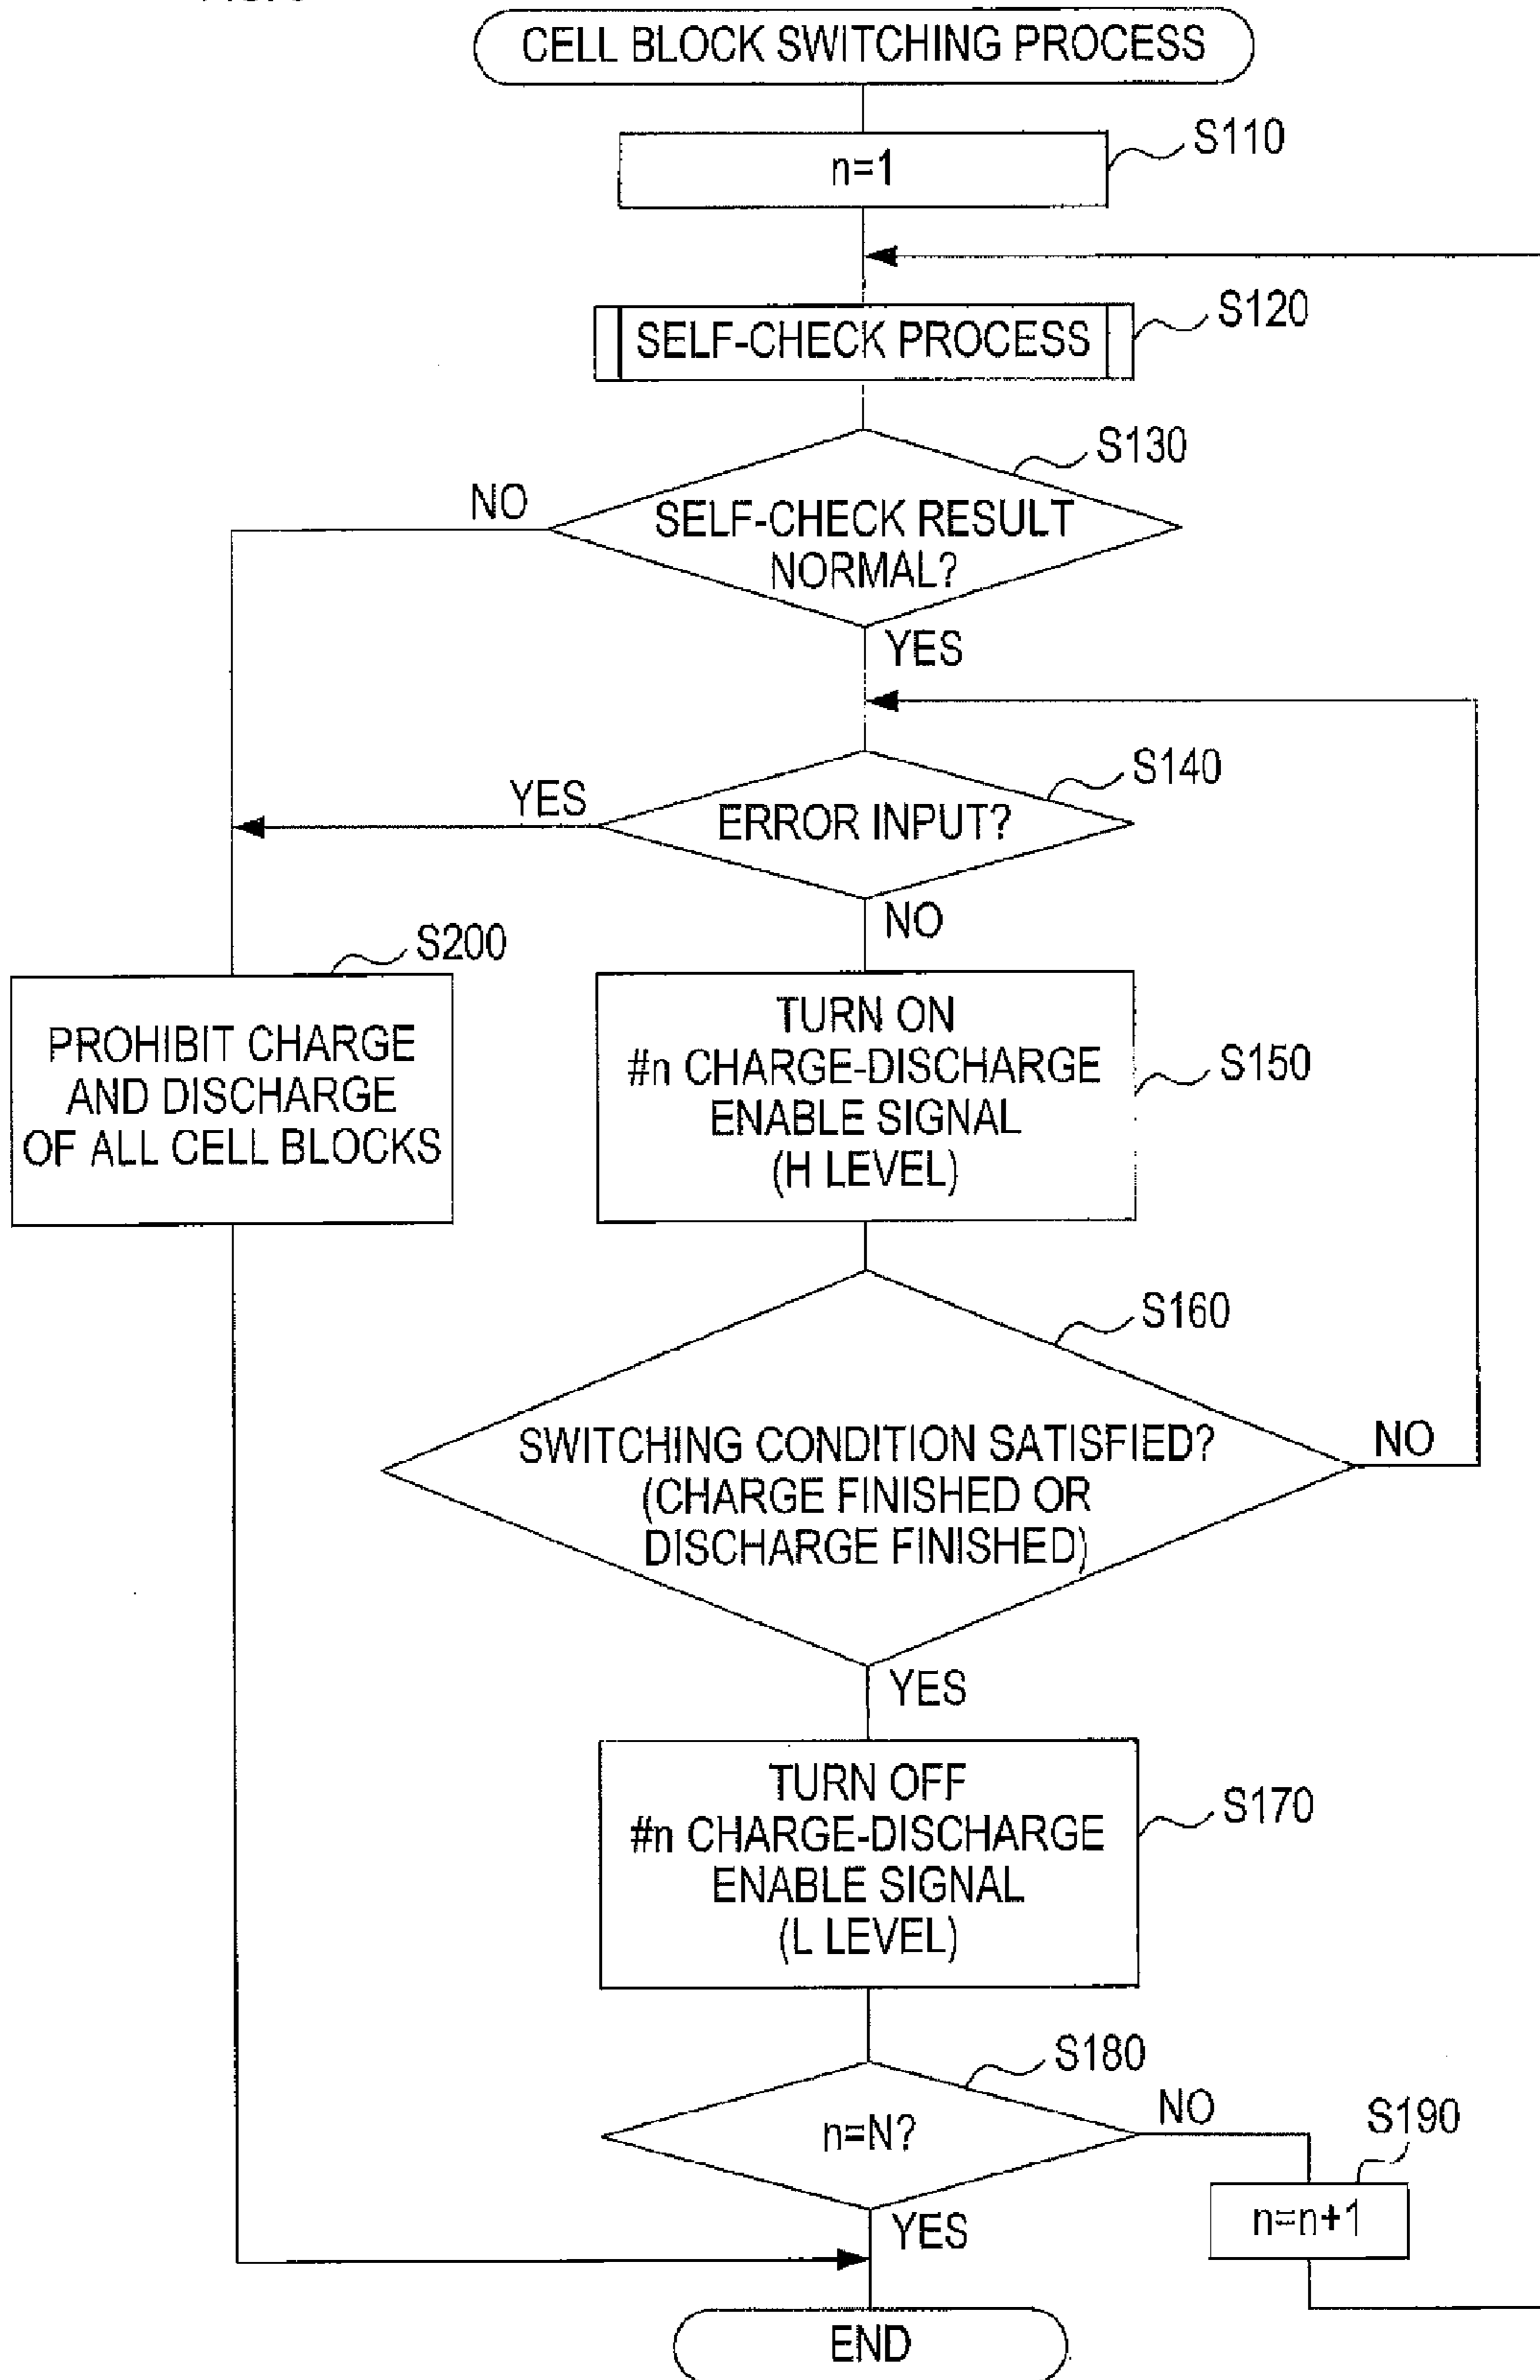 CELL BLOCK SWITCHING PROCESS
n=1
S110
SELF-CHECK PROCESS
S120
S130
NO
SELF-CHECK RESULT
NORMAL?
YES
S140
YES
ERROR INPUT?
NO
S200
PROHIBIT CHARGE
AND DISCHARGE
OF ALL CELL BLOCKS
TURN ON
#n CHARGE-DISCHARGE
ENABLE SIGNAL
(H LEVEL)
S150
S160
SWITCHING CONDITION SATISFIED?
(CHARGE FINISHED OR
DISCHARGE FINISHED)
NO
YES
TURN OFF
#n CHARGE-DISCHARGE
ENABLE SIGNAL
(L LEVEL)
S170
S180
n=N?
NO
S190
n=n+1
YES
END